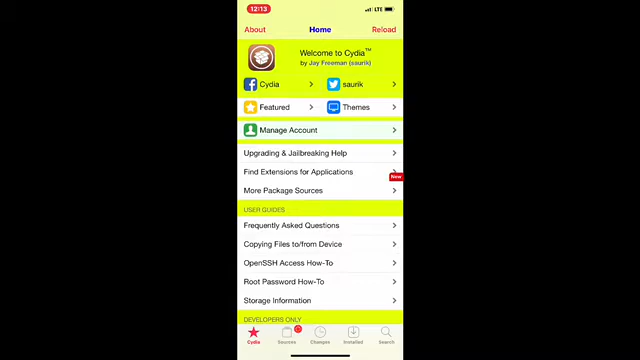 12:13
LTE
About Home Reload
Welcome to Cydia™
by Jay Freeman (saurik)
Cydia saurik
Featured Themes
Manage Account
Upgrading & Jailbreaking Help
Find Extensions for Applications
New
More Package Sources
USER GUIDES
Frequently Asked Questions
Copying Files to/from Device
OpenSSH Access How-To
Root Password How-To
Storage Information
DEVELOPERS ONLY
Cydia Sources Changes Installed Search